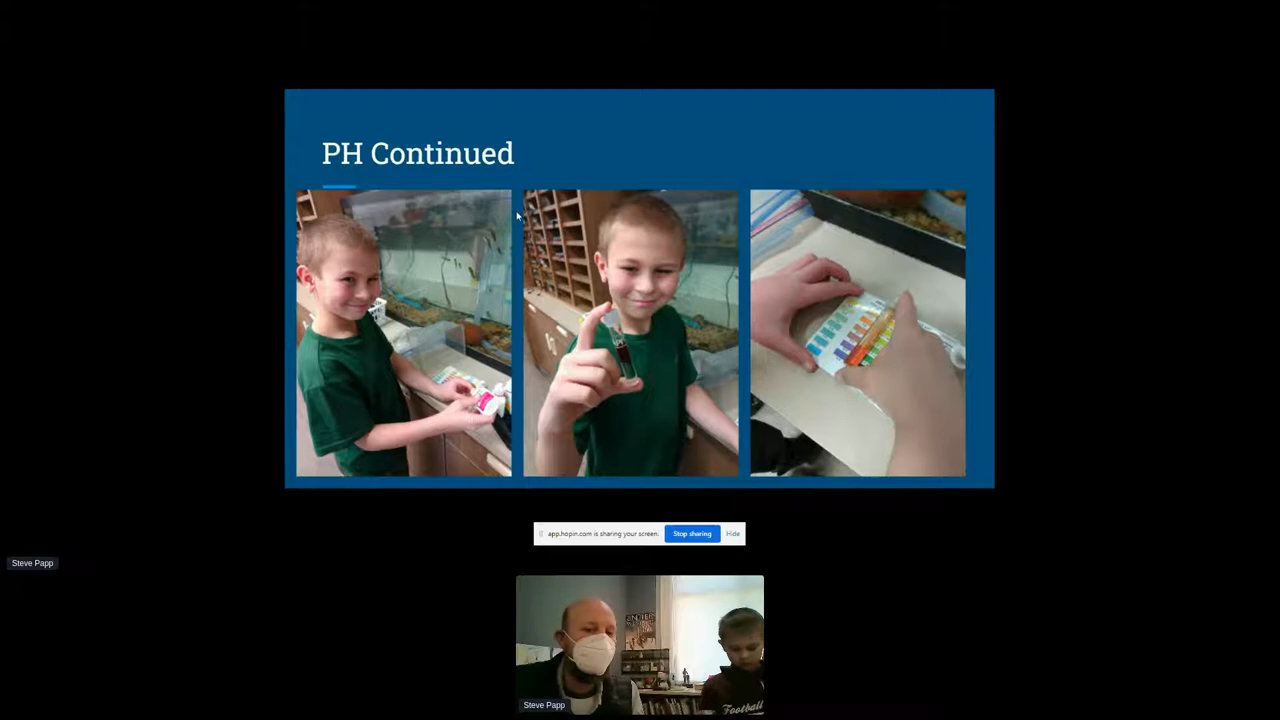 PH Continued
app.hopin.com is sharing your screen.
Stop sharing
Hide
Steve Papp
Football
Steve Papp